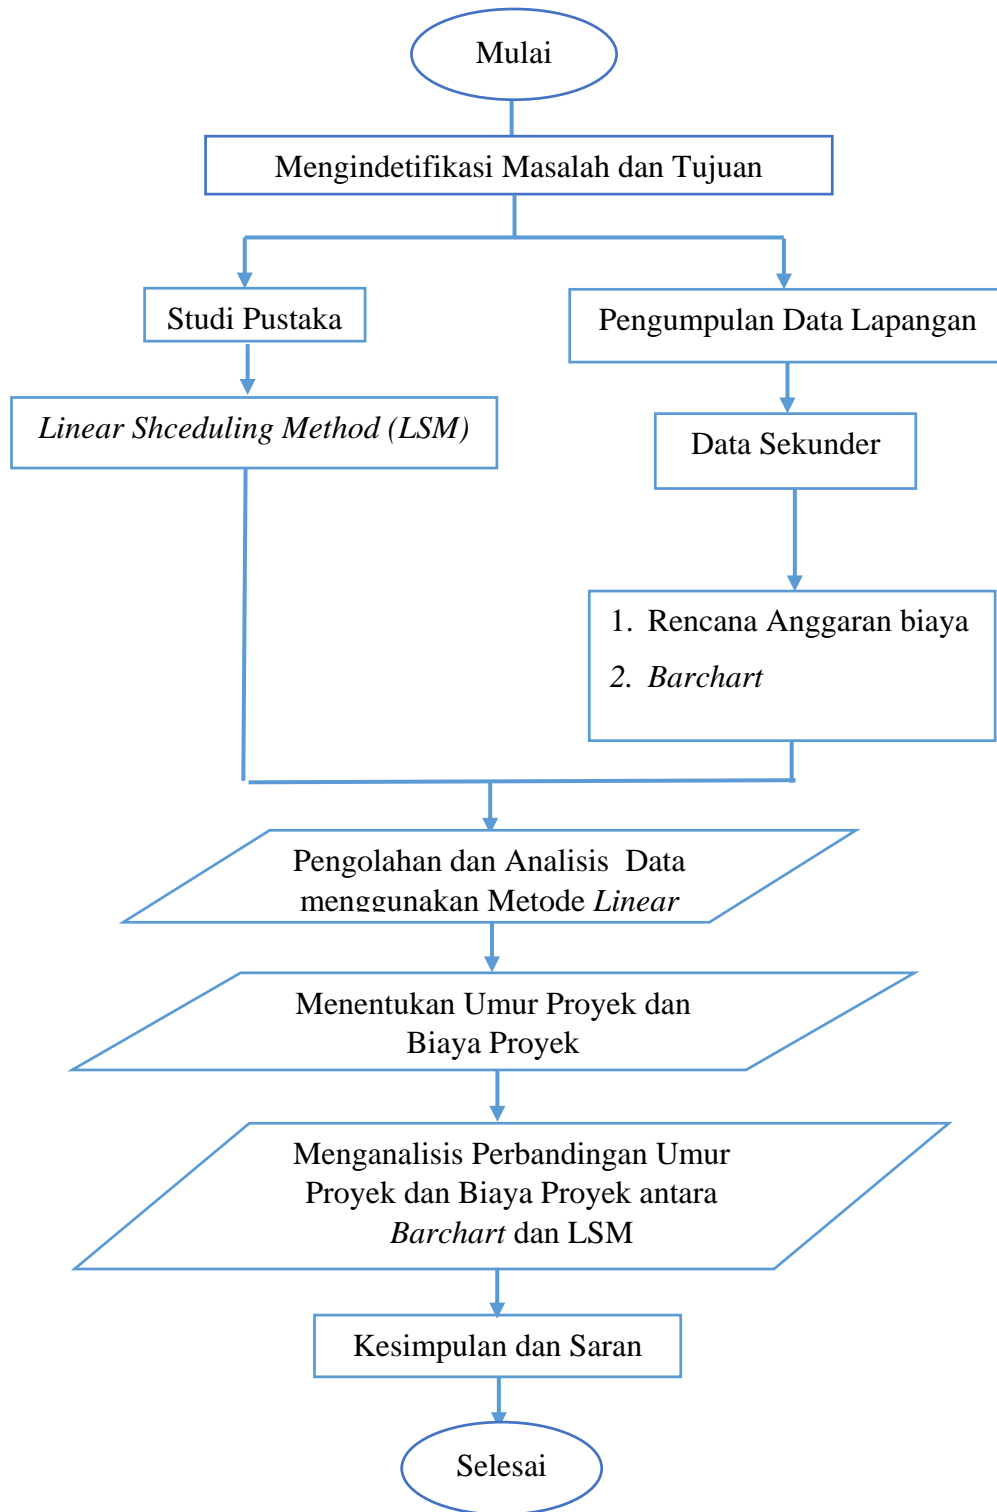 Mulai
Mengindetifikasi Masalah dan Tujuan
Studi Pustaka
Pengumpulan Data Lapangan
Linear Shceduling Method (LSM)
Data Sekunder
1. Rencana Anggaran biaya
2. Barchart
Pengolahan dan Analisis Data
menggunakan Metode Linear
Menentukan Umur Proyek dan
Biaya Proyek
Menganalisis Perbandingan Umur
Proyek dan Biaya Proyek antara
Barchart dan LSM
Kesimpulan dan Saran
Selesai